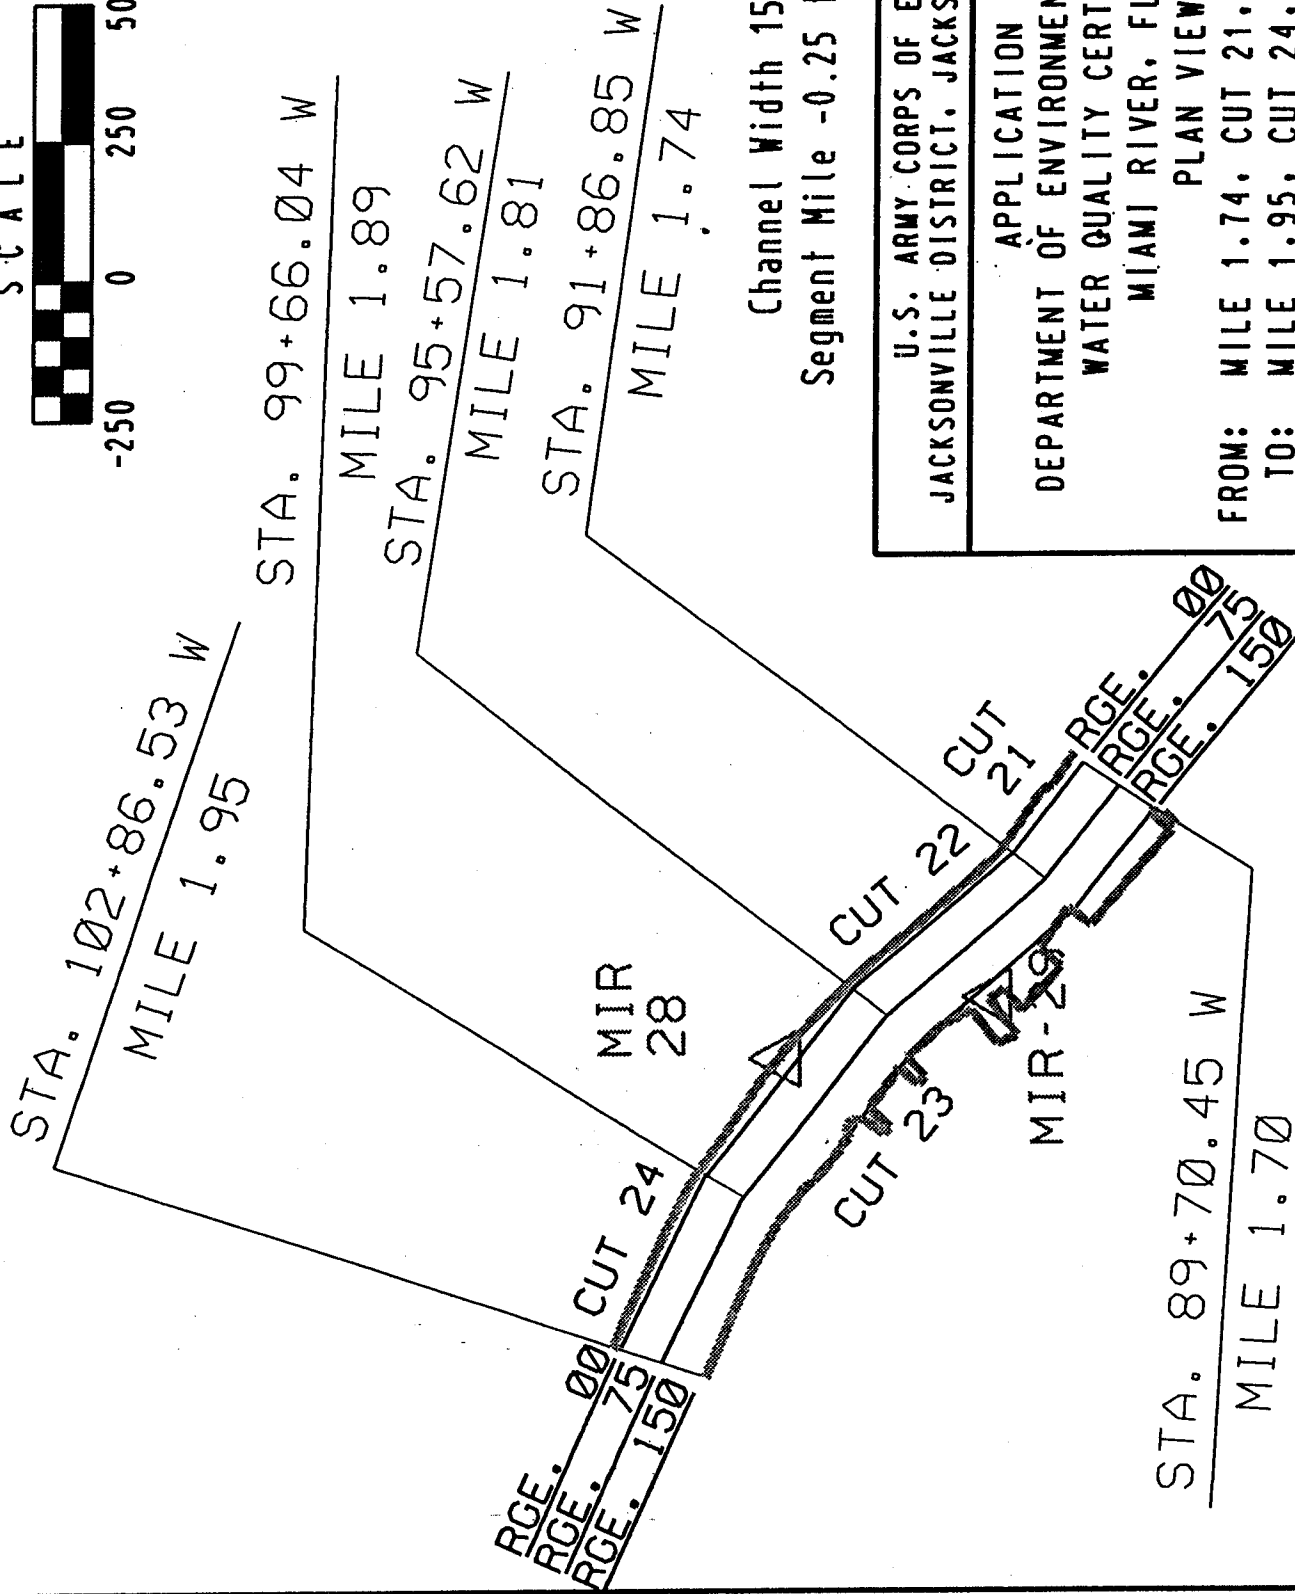 SCALE
-250 0 250
STA. 102+86.53 W
MILE 1.95
STA. 99+66.04 W
MILE 1.89
STA. 95+57.62 W
MILE 1.81
STA. 91+86.85 W
MILE 1.74
MIR
28
CUT 24
CUT 22
CUT
21
CUT 23
MIR-29
RGE. 00
RGE. 75
RGE. 150
RGE. 00
RGE. 75
RGE. 150
STA. 89+70.45 W
MILE 1.70
Channel Width 15
Segment Mile -0.25
U.S. ARMY CORPS OF E
JACKSONVILLE DISTRICT, JACKS
APPLICATION
DEPARTMENT OF ENVIRONMEN
WATER QUALITY CERT
MIAMI RIVER, FL
PLAN VIEW
FROM: MILE 1.74, CUT 21,
TO: MILE 1.95, CUT 24,